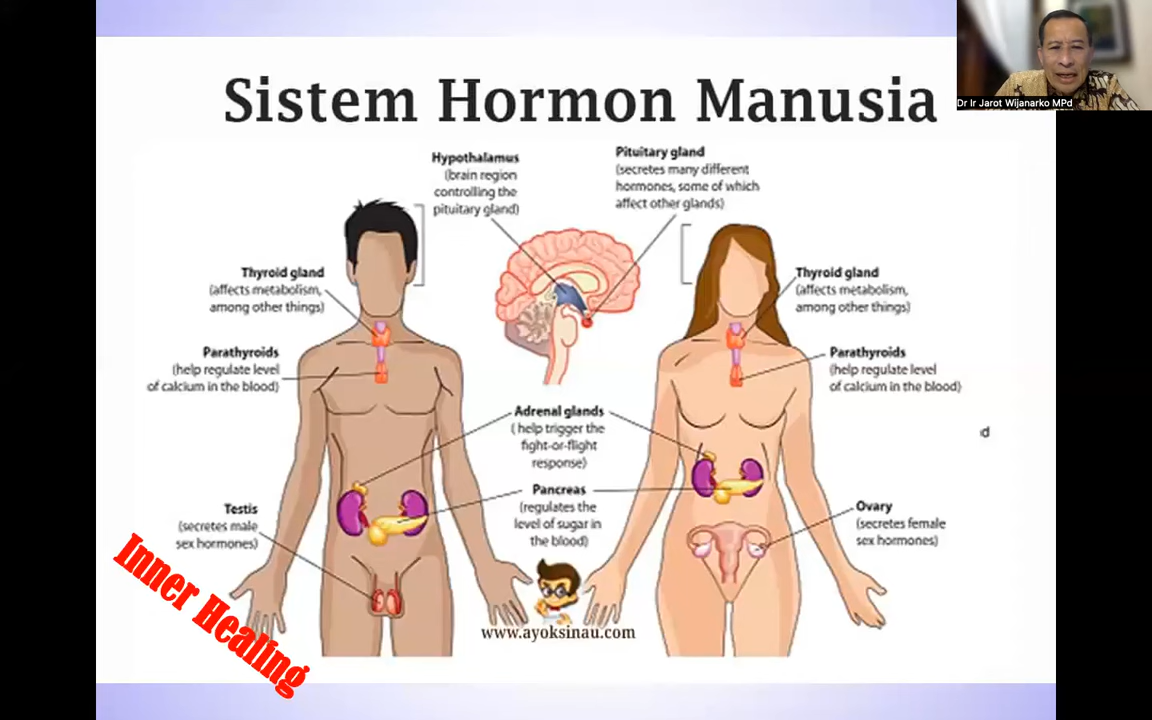 Sistem Hormon Manusia
Dr Ir Jarot Wijanarko MPd
Hypothalamus
(brain region
controlling the
pituitary gland)
Pituitary gland
(secretes many different
hormones, some of which
affect other glands)
Thyroid gland
(affects metabolism,
among other things)
Thyroid gland
(affects metabolism,
among other things)
Parathyroids
(help regulate level
of calcium in the blood)
Parathyroids
(help regulate level
of calcium in the blood)
Adrenal glands
( help trigger the
fight-or-flight
response)
d
Pancreas
(regulates the
level of sugar in
the blood)
Testis
(secretes male
sex hormones)
Ovary
(secretes female
sex hormones)
Inner Healing
www.ayoksinau.com